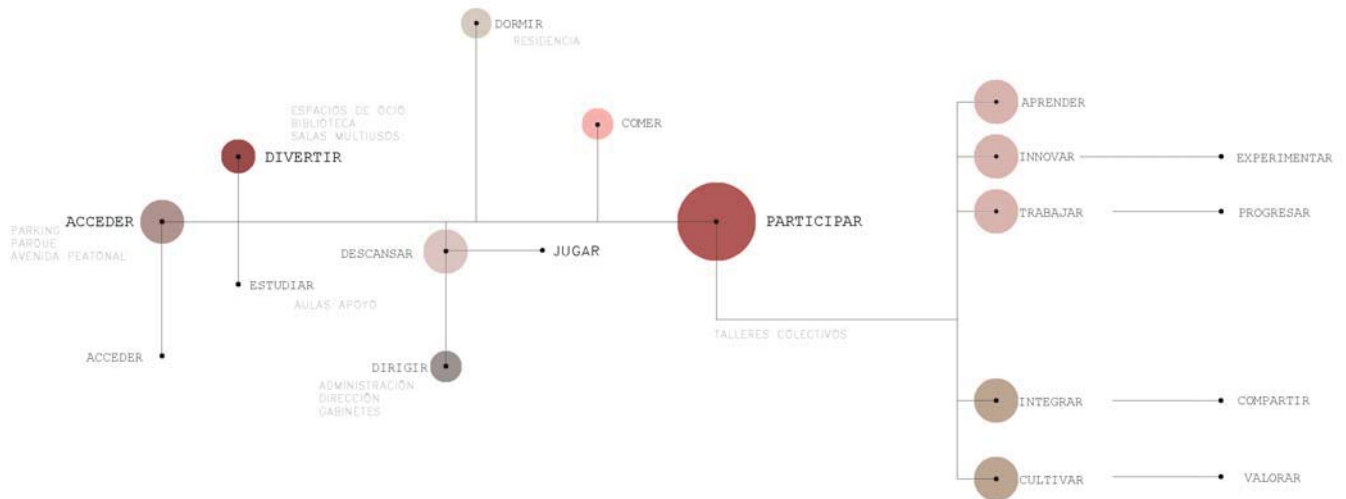 DORMIR
RESIDENCIA
ESPACIOS DE OCIO
BIBLIOTECA
SALAS MULTIUSOS
DIVERTIR
COMER
APRENDER
INNOVAR
EXPERIMENTAR
ACCEDER
PARKING
PARQUE
AVENIDA PEATONAL
PARTICIPAR
TRABAJAR
PROGRESAR
DESCANSAR
JUGAR
ESTUDIAR
AULAS APOYO
TALLERES COLECTIVOS
ACCEDER
DIRIGIR
ADMINISTRACIÓN
DIRECCIÓN
GABINETES
INTEGRAR
COMPARTIR
CULTIVAR
VALORAR